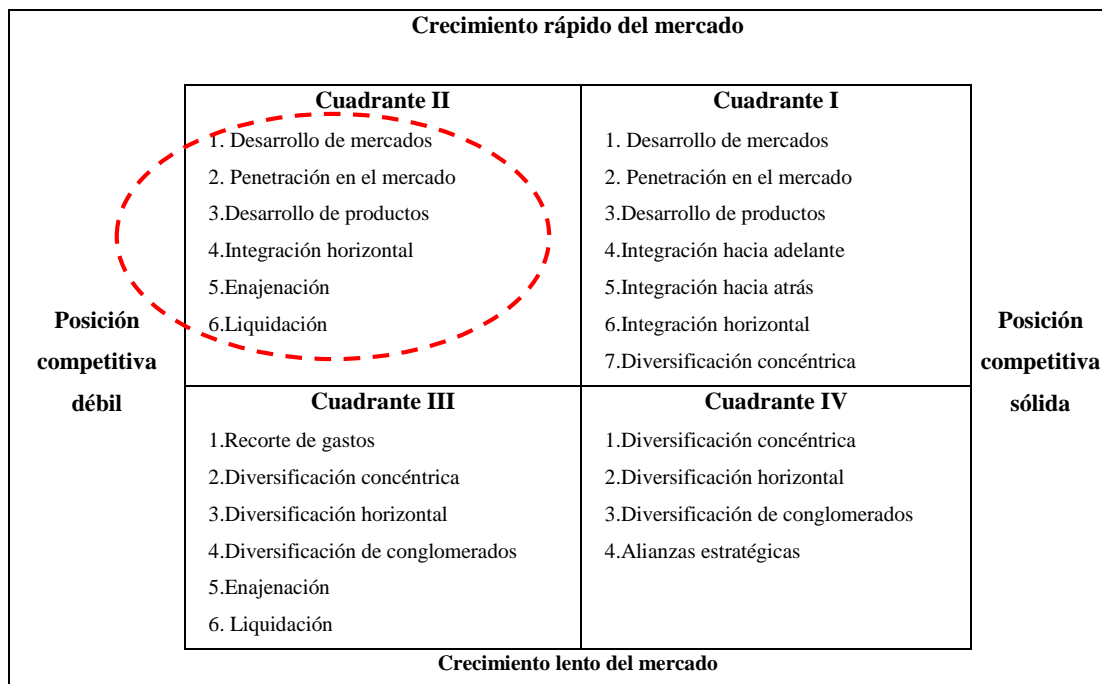 Crecimiento rápido del mercado
Cuadrante II
1. Desarrollo de mercados
2. Penetración en el mercado
3.Desarrollo de productos
4.Integración horizontal
5.Enajenación
6.Liquidación
Cuadrante I
1. Desarrollo de mercados
2. Penetración en el mercado
3.Desarrollo de productos
4.Integración hacia adelante
5.Integración hacia atrás
6.Integración horizontal
7.Diversificación concéntrica
Posición
competitiva
débil
Posición
competitiva
sólida
Cuadrante III
1.Recorte de gastos
2.Diversificación concéntrica
3.Diversificación horizontal
4.Diversificación de conglomerados
5.Enajenación
6. Liquidación
Cuadrante IV
1.Diversificación concéntrica
2.Diversificación horizontal
3.Diversificación de conglomerados
4.Alianzas estratégicas
Crecimiento lento del mercado